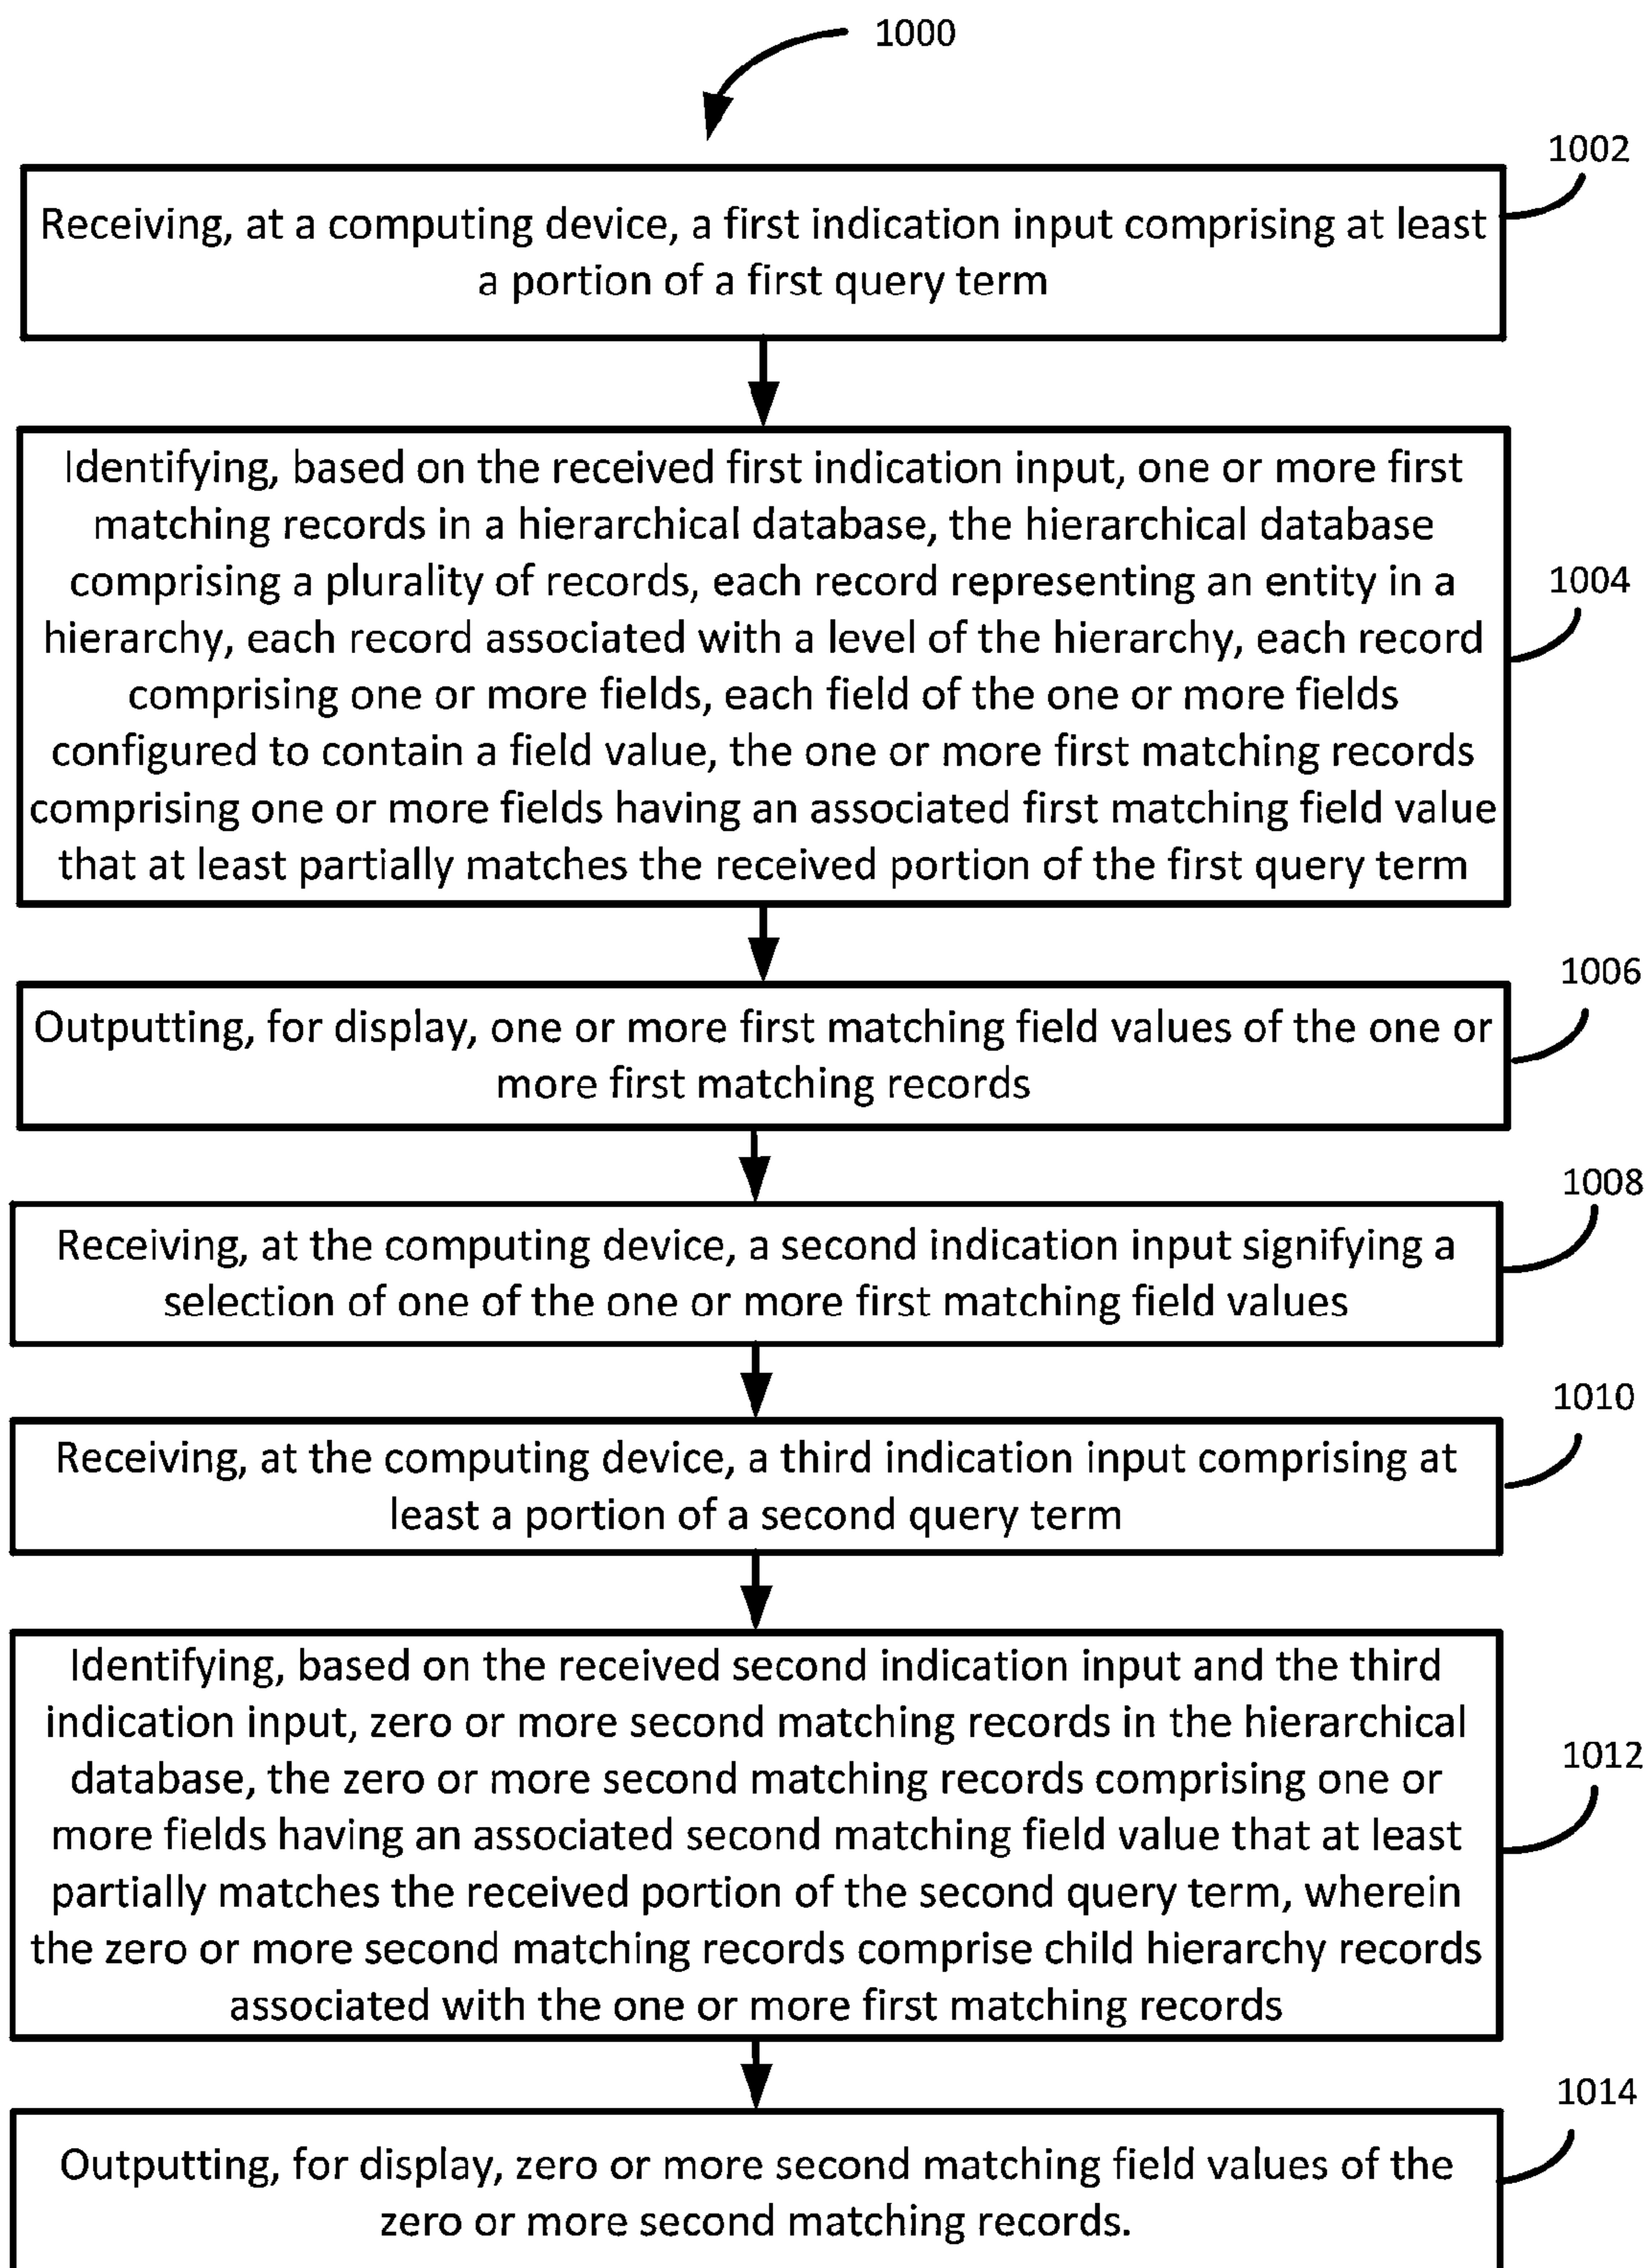 1000
1002
Receiving, at a computing device, a first indication input comprising at least
a portion of a first query term
1004
Identifying, based on the received first indication input, one or more first
matching records in a hierarchical database, the hierarchical database
comprising a plurality of records, each record representing an entity in a
hierarchy, each record associated with a level of the hierarchy, each record
comprising one or more fields, each field of the one or more fields
configured to contain a field value, the one or more first matching records
comprising one or more fields having an associated first matching field value
that at least partially matches the received portion of the first query term
1006
Outputting, for display, one or more first matching field values of the one or
more first matching records
1008
Receiving, at the computing device, a second indication input signifying a
selection of one of the one or more first matching field values
1010
Receiving, at the computing device, a third indication input comprising at
least a portion of a second query term
1012
Identifying, based on the received second indication input and the third
indication input, zero or more second matching records in the hierarchical
database, the zero or more second matching records comprising one or
more fields having an associated second matching field value that at least
partially matches the received portion of the second query term, wherein
the zero or more second matching records comprise child hierarchy records
associated with the one or more first matching records
1014
Outputting, for display, zero or more second matching field values of the
zero or more second matching records.